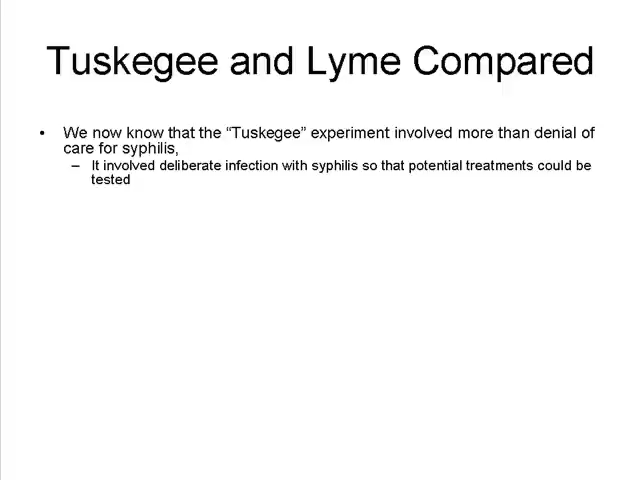 Tuskegee and Lyme Compared
• We now know that the “Tuskegee” experiment involved more than denial of
care for syphilis,
– It involved deliberate infection with syphilis so that potential treatments could be
tested